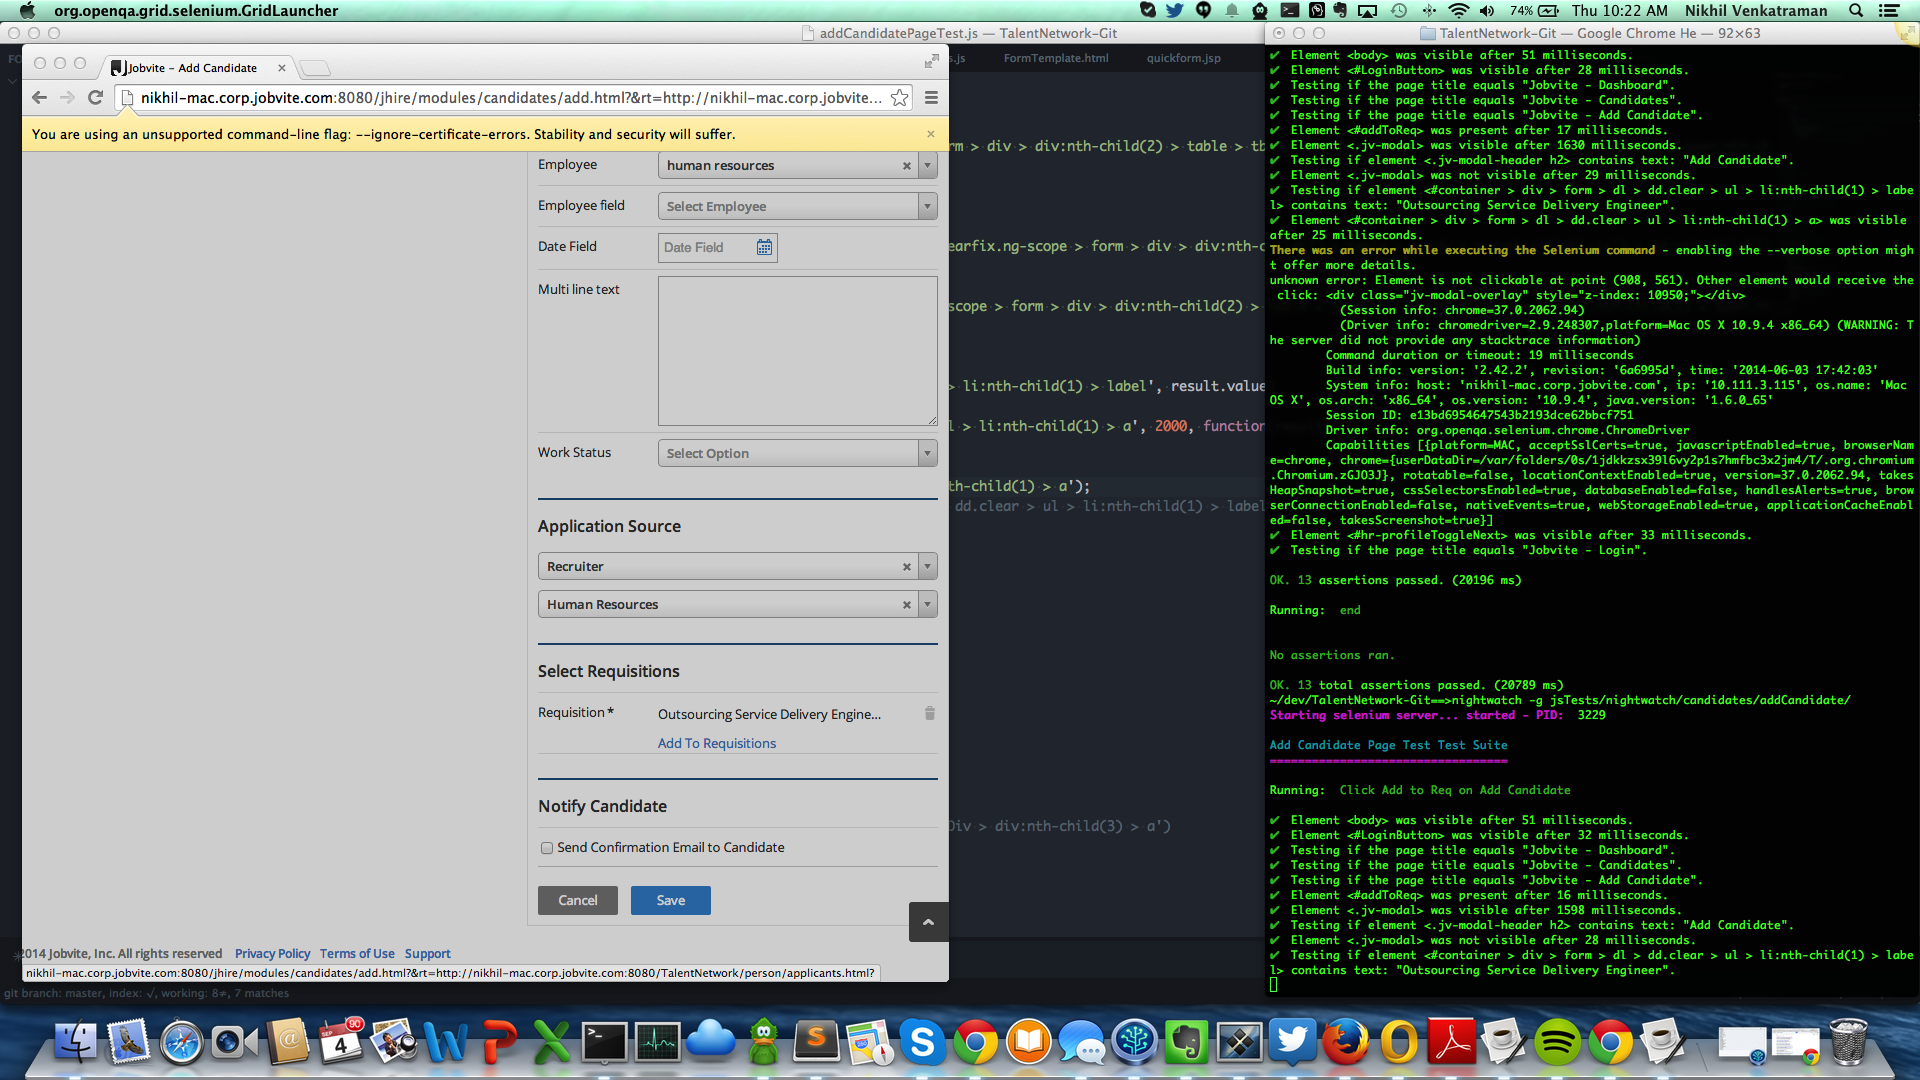 org.openqa.grid.selenium.GridLauncher
74%
Thu 10:22 AM
Nikhil Venkatraman
addCandidatePageTest.js — TalentNetwork-Git
s.js
FormTemplate.html
quickform.jsp
Jobvite – Add Candidate
nikhil-mac.corp.jobvite.com:8080/jhire/modules/candidates/add.html?&rt=http://nikhil-mac.corp.jobvite...
You are using an unsupported command-line flag: --ignore-certificate-errors. Stability and security will suffer.
Employee
human resources
Employee field
Select Employee
Date Field
Date Field
Multi line text
Work Status
Select Option
Application Source
Recruiter
Human Resources
Select Requisitions
Requisition*
Outsourcing Service Delivery Engine...
Add To Requisitions
Notify Candidate
Send Confirmation Email to Candidate
Cancel
Save
2014 Jobvite, Inc. All rights reserved
Privacy Policy
Terms of Use
Support
nikhil-mac.corp.jobvite.com:8080/jhire/modules/candidates/add.html?&rt=http://nikhil-mac.corp.jobvite.com:8080/TalentNetwork/person/applicants.html?
git branch: master, index: √, working: 8≠, 7 matches
rm > div > div:nth-child(2) > table > tb
earfix.ng-scope > form > div > div:nth-c
scope > form > div > div:nth-child(2) >
> li:nth-child(1) > label', result.value
l > li:nth-child(1) > a', 2000, function
th-child(1) > a');
dd.clear > ul > li:nth-child(1) > label
Div > div:nth-child(3) > a')
TalentNetwork-Git — Google Chrome He — 92×63
✔ Element <body> was visible after 51 milliseconds.
✔ Element <#LoginButton> was visible after 28 milliseconds.
✔ Testing if the page title equals "Jobvite - Dashboard".
✔ Testing if the page title equals "Jobvite - Candidates".
✔ Testing if the page title equals "Jobvite - Add Candidate".
✔ Element <#addToReq> was present after 17 milliseconds.
✔ Element <.jv-modal> was visible after 1630 milliseconds.
✔ Testing if element <.jv-modal-header h2> contains text: "Add Candidate".
✔ Element <.jv-modal> was not visible after 29 milliseconds.
✔ Testing if element <#container > div > form > dl > dd.clear > ul > li:nth-child(1) > labe
l> contains text: "Outsourcing Service Delivery Engineer".
✔ Element <#container > div > form > dl > dd.clear > ul > li:nth-child(1) > a> was visible
after 25 milliseconds.
There was an error while executing the Selenium command - enabling the --verbose option migh
t offer more details.
unknown error: Element is not clickable at point (908, 561). Other element would receive the
click: <div class="jv-modal-overlay" style="z-index: 10950;"></div>
(Session info: chrome=37.0.2062.94)
(Driver info: chromedriver=2.9.248307,platform=Mac OS X 10.9.4 x86_64) (WARNING: T
he server did not provide any stacktrace information)
Command duration or timeout: 19 milliseconds
Build info: version: '2.42.2', revision: '6a6995d', time: '2014-06-03 17:42:03'
System info: host: 'nikhil-mac.corp.jobvite.com', ip: '10.111.3.115', os.name: 'Mac
OS X', os.arch: 'x86_64', os.version: '10.9.4', java.version: '1.6.0_65'
Session ID: e13bd6954647543b2193dce62bbcf751
Driver info: org.openqa.selenium.chrome.ChromeDriver
Capabilities [{platform=MAC, acceptSslCerts=true, javascriptEnabled=true, browserNam
e=chrome, chrome={userDataDir=/var/folders/0s/1jdkkzsx39l6vy2p1s7hmfbc3x2jm4/T/.org.chromium
.Chromium.zGJO3J}, rotatable=false, locationContextEnabled=true, version=37.0.2062.94, takes
HeapSnapshot=true, cssSelectorsEnabled=true, databaseEnabled=false, handlesAlerts=true, brow
serConnectionEnabled=false, nativeEvents=true, webStorageEnabled=true, applicationCacheEnabl
ed=false, takesScreenshot=true}]
✔ Element <#hr-profileToggleNext> was visible after 33 milliseconds.
✔ Testing if the page title equals "Jobvite - Login".
OK. 13 assertions passed. (20196 ms)
Running: end
No assertions ran.
OK. 13 total assertions passed. (20789 ms)
~/dev/TalentNetwork-Git==>nightwatch -g jsTests/nightwatch/candidates/addCandidate/
Starting selenium server... started - PID: 3229
Add Candidate Page Test Test Suite
==================================
Running: Click Add to Req on Add Candidate
✔ Element <body> was visible after 51 milliseconds.
✔ Element <#LoginButton> was visible after 32 milliseconds.
✔ Testing if the page title equals "Jobvite - Dashboard".
✔ Testing if the page title equals "Jobvite - Candidates".
✔ Testing if the page title equals "Jobvite - Add Candidate".
✔ Element <#addToReq> was present after 16 milliseconds.
✔ Element <.jv-modal> was visible after 1598 milliseconds.
✔ Testing if element <.jv-modal-header h2> contains text: "Add Candidate".
✔ Element <.jv-modal> was not visible after 28 milliseconds.
✔ Testing if element <#container > div > form > dl > dd.clear > ul > li:nth-child(1) > labe
l> contains text: "Outsourcing Service Delivery Engineer".
SEP
4
90